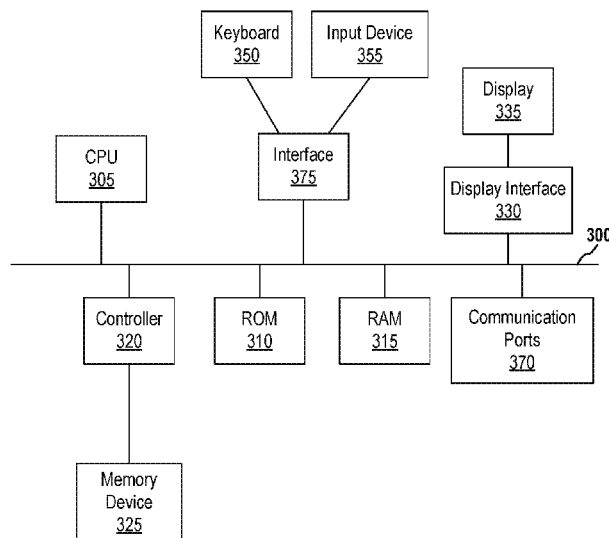 Keyboard
350
Input Device
355
Display
335
CPU
305
Interface
375
Display Interface
330
300
Controller
320
ROM
310
RAM
315
Communication
Ports
370
Memory
Device
325